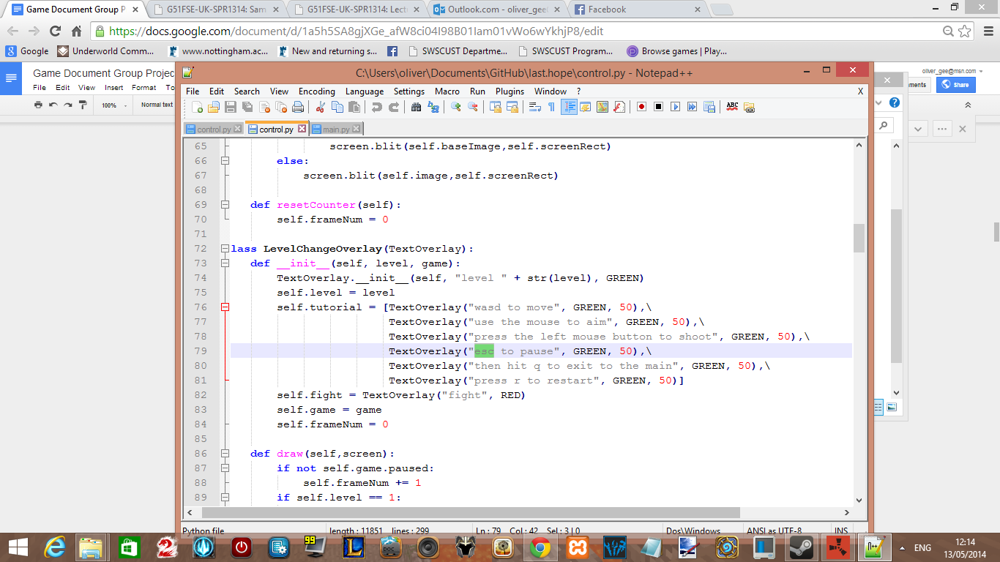 Game Document Group P
G51FSE-UK-SPR1314: Sam
G51FSE-UK-SPR1314: Lect
Outlook.com - oliver_gee
Facebook
https://docs.google.com/document/d/1a5h5SA8gjXGe_afW8ci04I98B01Iam01vWo6wYkhjP8/edit
Google
Underworld Comm...
www.nottingham.ac...
New and returning s...
SWSCUST Departme...
SWSCUST Program...
Browse games | Play...
Game Document Group Projec
oliver_gee@msn.com
File Edit View Insert Format To
ments
Share
100%
Normal text
C:\Users\oliver\Documents\GitHub\last.hope\control.py - Notepad++
File Edit Search View Encoding Language Settings Macro Run Plugins Window ? X
control.py
control.py
main.py
65 screen.blit(self.baseImage,self.screenRect)
66 else:
67 screen.blit(self.image,self.screenRect)
68
69 def resetCounter(self):
70 self.frameNum = 0
71
72 lass LevelChangeOverlay(TextOverlay):
73 def __init__(self, level, game):
74 TextOverlay.__init__(self, "level " + str(level), GREEN)
75 self.level = level
76 self.tutorial = [TextOverlay("wasd to move", GREEN, 50),\
77 TextOverlay("use the mouse to aim", GREEN, 50),\
78 TextOverlay("press the left mouse button to shoot", GREEN, 50),\
79 TextOverlay("esc to pause", GREEN, 50),\
80 TextOverlay("then hit q to exit to the main", GREEN, 50),\
81 TextOverlay("press r to restart", GREEN, 50)]
82 self.fight = TextOverlay("fight", RED)
83 self.game = game
84 self.frameNum = 0
85
86 def draw(self,screen):
87 if not self.game.paused:
88 self.frameNum += 1
89 if self.level == 1:
Python file
length : 11851 lines : 299
Ln : 79 Col : 42 Sel : 3 | 0
Dos\Windows
ANSI as UTF-8
INS
99
DOC
ENG
12:14
13/05/2014